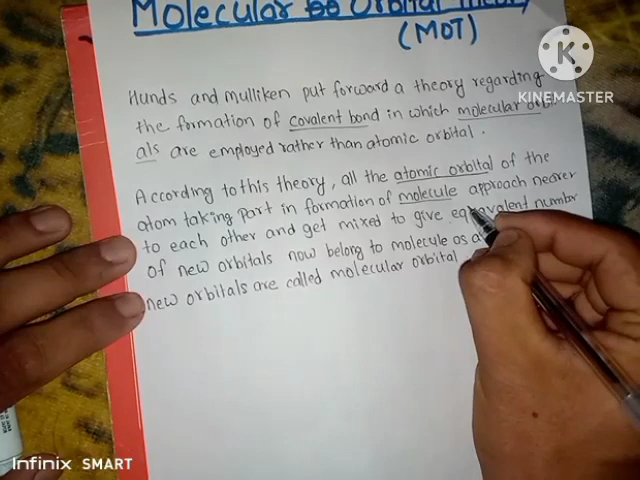 Molecular Orbital Theory
(MOT)
K
KINEMASTER
Hunds and Mulliken put forward a theory regarding
the formation of covalent bond in which molecular
als are employed rather than atomic orbital.
According to this theory, all the atomic orbital of the
atom taking part in formation of molecule approach nearer
to each other and get mixed to give equivalent numbr
of new orbitals now belong to molecule as a
new orbitals are called molecular orbital
Infinix SMART